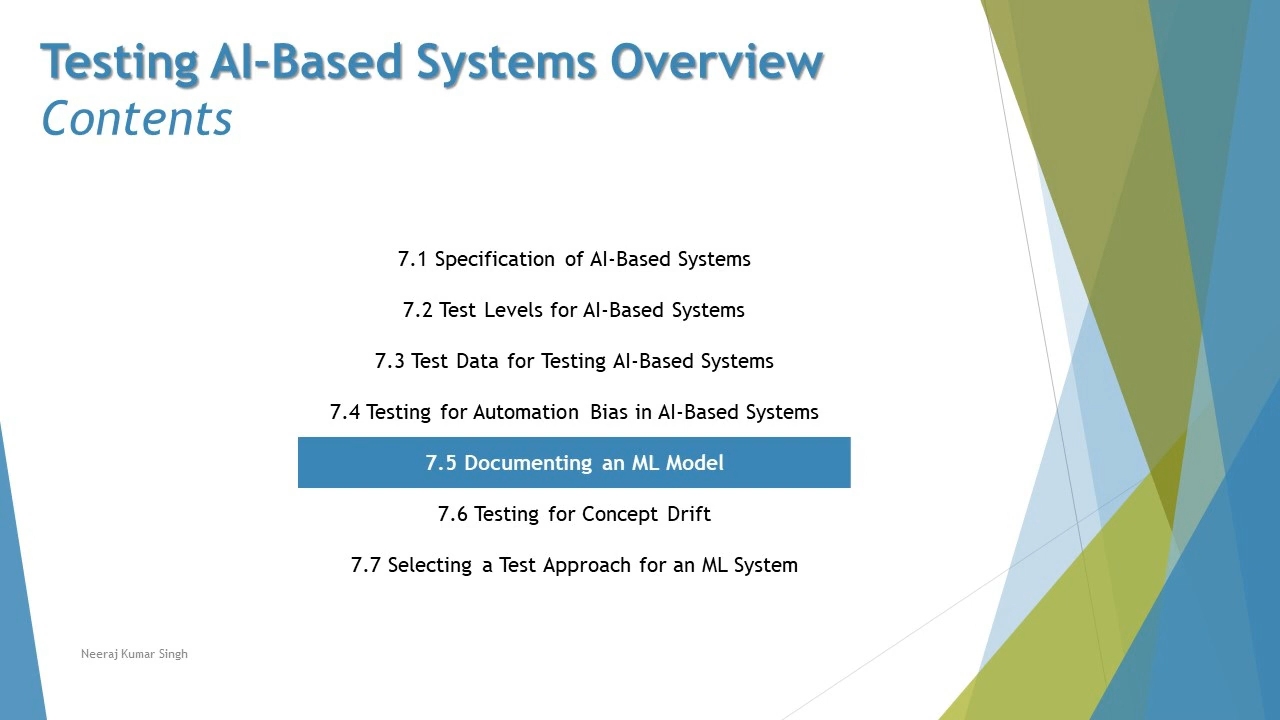 Testing AI-Based Systems Overview
Contents
7.1 Specification of AI-Based Systems
7.2 Test Levels for AI-Based Systems
7.3 Test Data for Testing AI-Based Systems
7.4 Testing for Automation Bias in AI-Based Systems
7.5 Documenting an ML Model
7.6 Testing for Concept Drift
7.7 Selecting a Test Approach for an ML System
Neeraj Kumar Singh